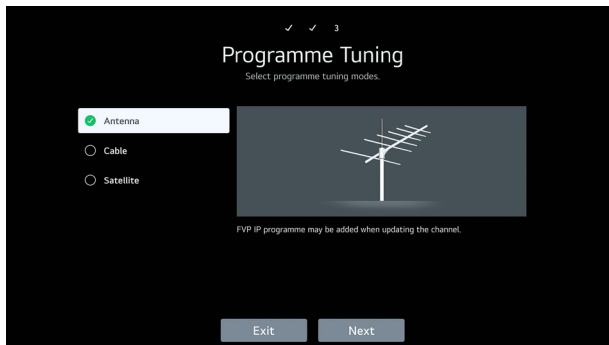 3
Programme Tuning
Select programme tuning modes.
Antenna
Cable
Satellite
FVP IP programme may be added when updating the channel.
Exit
Next